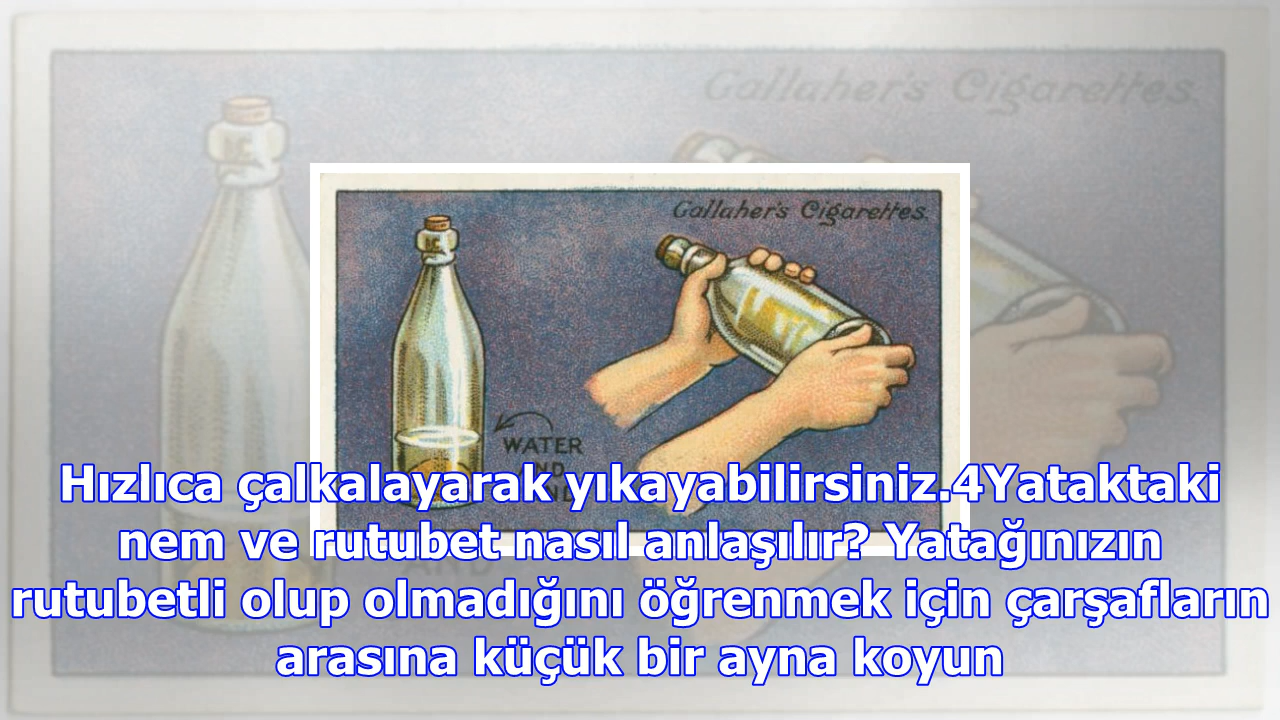 Gallaher's Cigarettes.
Gallaher's Cigarettes.
WATER
AND
Hızlıca çalkalayarak yıkayabilirsiniz.4Yataktaki
nem ve rutubet nasıl anlaşılır? Yatağınızın
rutubetli olup olmadığını öğrenmek için çarşafların
arasına küçük bir ayna koyun